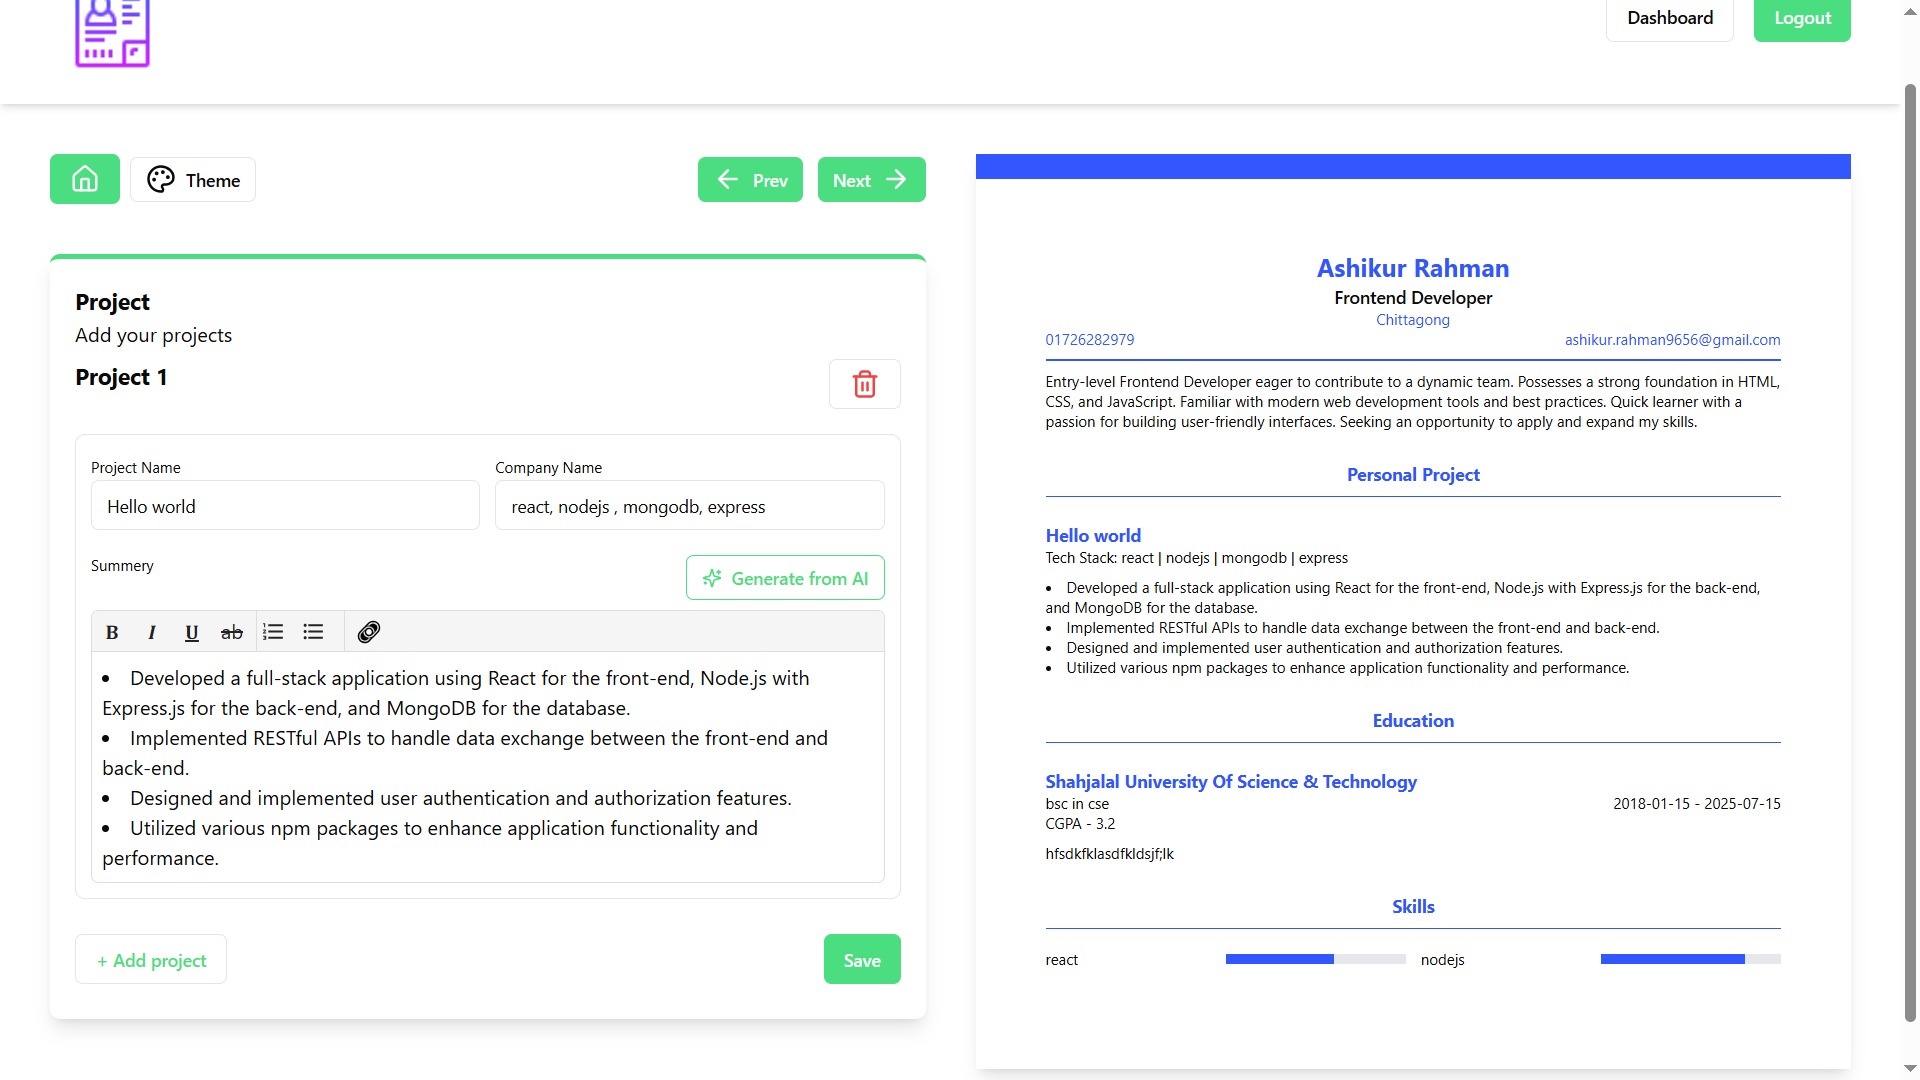 Dashboard
Logout
Theme
Prev
Next
Project
Add your projects
Project 1
Project Name
Company Name
Hello world
react, nodejs , mongodb, express
Summery
Generate from AI
B I U ab
• Developed a full-stack application using React for the front-end, Node.js with
Express.js for the back-end, and MongoDB for the database.
• Implemented RESTful APIs to handle data exchange between the front-end and
back-end.
• Designed and implemented user authentication and authorization features.
• Utilized various npm packages to enhance application functionality and
performance.
+ Add project
Save
Ashikur Rahman
Frontend Developer
Chittagong
01726282979
ashikur.rahman9656@gmail.com
Entry-level Frontend Developer eager to contribute to a dynamic team. Possesses a strong foundation in HTML,
CSS, and JavaScript. Familiar with modern web development tools and best practices. Quick learner with a
passion for building user-friendly interfaces. Seeking an opportunity to apply and expand my skills.
Personal Project
Hello world
Tech Stack: react | nodejs | mongodb | express
• Developed a full-stack application using React for the front-end, Node.js with Express.js for the back-end,
and MongoDB for the database.
• Implemented RESTful APIs to handle data exchange between the front-end and back-end.
• Designed and implemented user authentication and authorization features.
• Utilized various npm packages to enhance application functionality and performance.
Education
Shahjalal University Of Science & Technology
bsc in cse
2018-01-15 - 2025-07-15
CGPA - 3.2
hfsdkfklasdfkldsjf;lk
Skills
react
nodejs